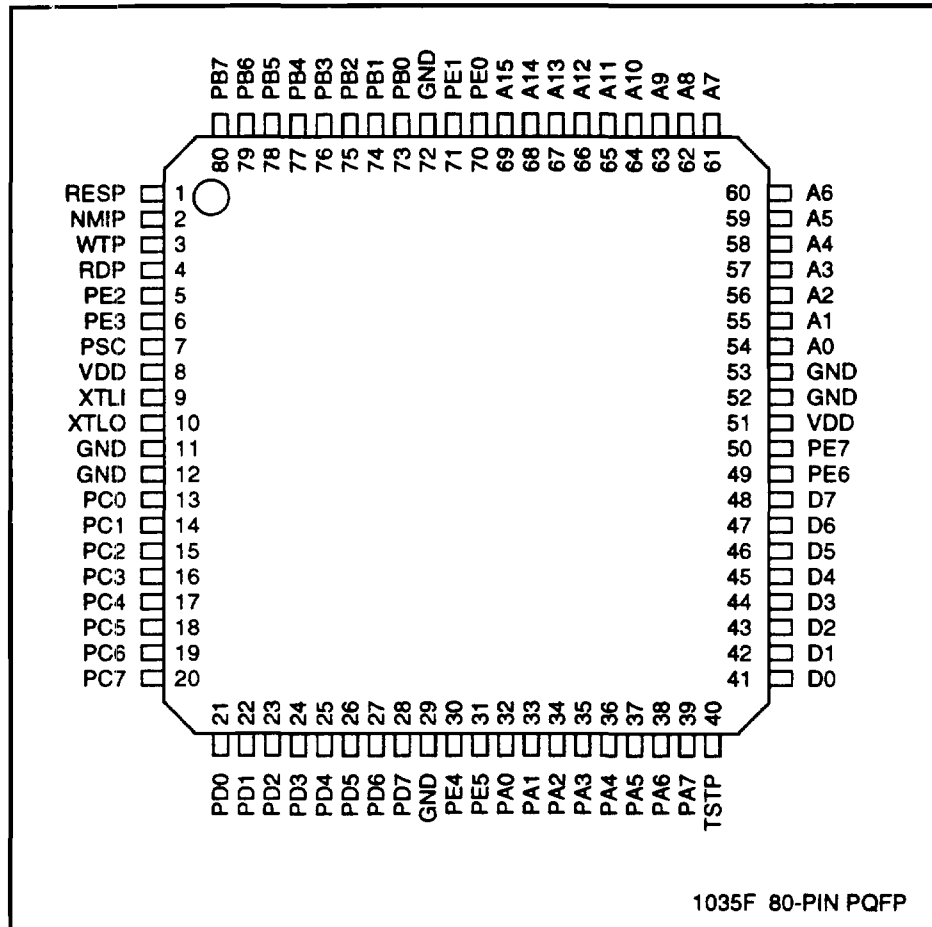 PB7 PB6 PB5 PB4 PB3 PB2 PB1 PB0 GND PE1 PE0 A15 A14 A13 A12 A11 A10 A9 A8 A7
80 79 78 77 76 75 74 73 72 71 70 69 68 67 66 65 64 63 62 61
RESP 1 60 A6
NMIP 2 59 A5
WTP 3 58 A4
RDP 4 57 A3
PE2 5 56 A2
PE3 6 55 A1
PSC 7 54 A0
VDD 8 53 GND
XTLI 9 52 GND
XTLO 10 51 VDD
GND 11 50 PE7
GND 12 49 PE6
PC0 13 48 D7
PC1 14 47 D6
PC2 15 46 D5
PC3 16 45 D4
PC4 17 44 D3
PC5 18 43 D2
PC6 19 42 D1
PC7 20 41 D0
21 22 23 24 25 26 27 28 29 30 31 32 33 34 35 36 37 38 39 40
PD0 PD1 PD2 PD3 PD4 PD5 PD6 PD7 GND PE4 PE5 PA0 PA1 PA2 PA3 PA4 PA5 PA6 PA7 TSTP
1035F 80-PIN PQFP